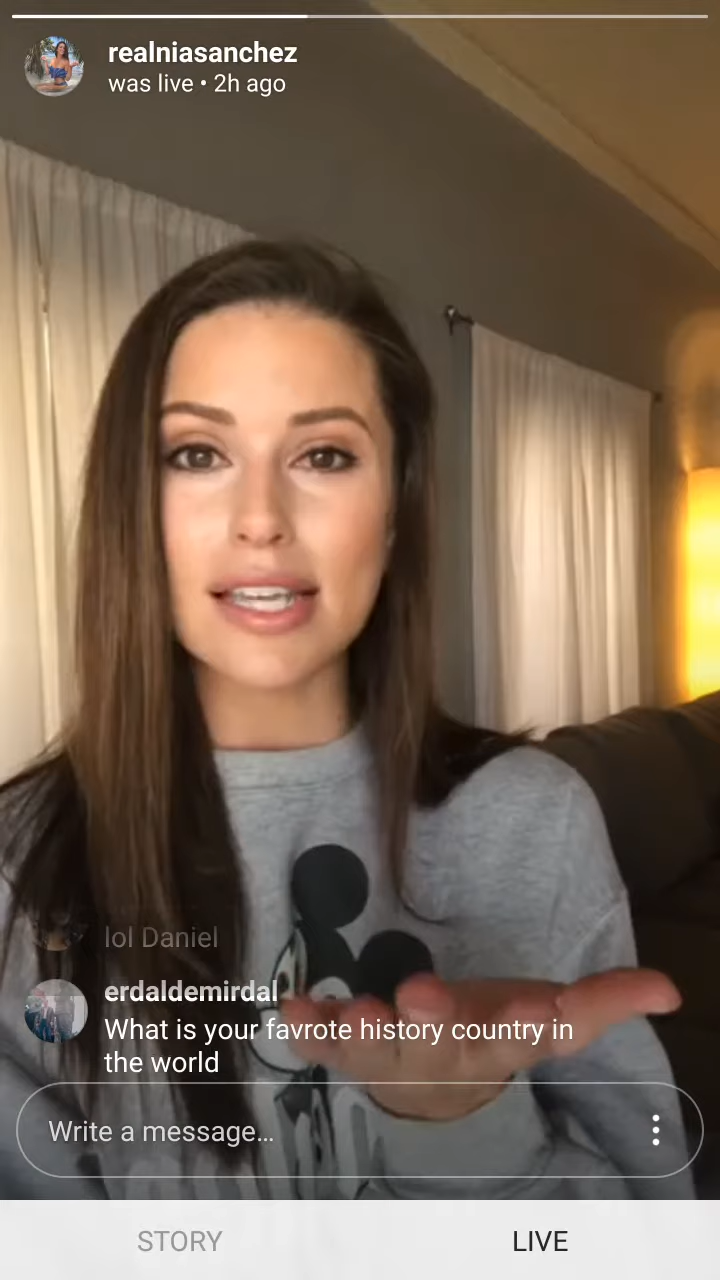 realniasanchez
was live • 2h ago
lol Daniel
erdaldemirdal
What is your favrote history country in
the world
Write a message...
STORY
LIVE